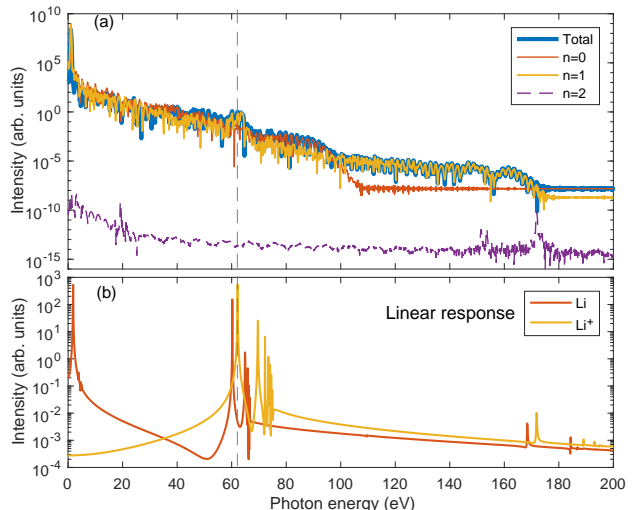 (a)
Total
n=0
n=1
n=2
Intensity (arb. units)
10^10
10^5
10^0
10^-5
10^-10
10^-15
(b)
Linear response
Li
Li^+
Intensity (arb. units)
10^3
10^2
10^1
10^0
10^-1
10^-2
10^-3
10^-4
0 20 40 60 80 100 120 140 160 180 200
Photon energy (eV)